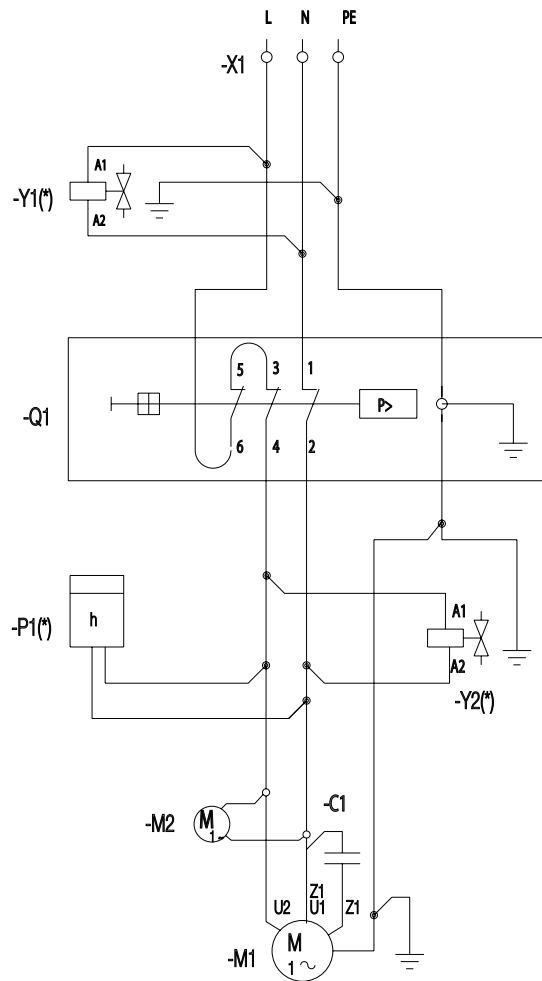 L N PE
-X1
A1
-Y1(*)
A2
5 3 1
P>
-Q1
6 4 2
A1
h
-P1(*)
A2
-Y2(*)
-C1
-M2
M
1~
Z1
U2 U1 Z1
M
-M1
1~